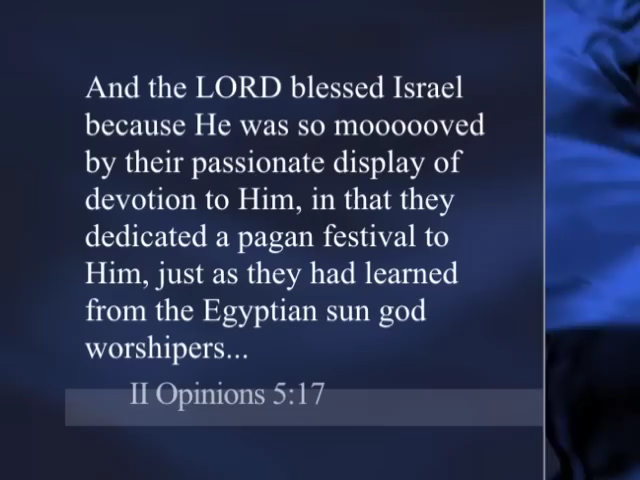 And the LORD blessed Israel
because He was so moooooved
by their passionate display of
devotion to Him, in that they
dedicated a pagan festival to
Him, just as they had learned
from the Egyptian sun god
worshipers...
II Opinions 5:17